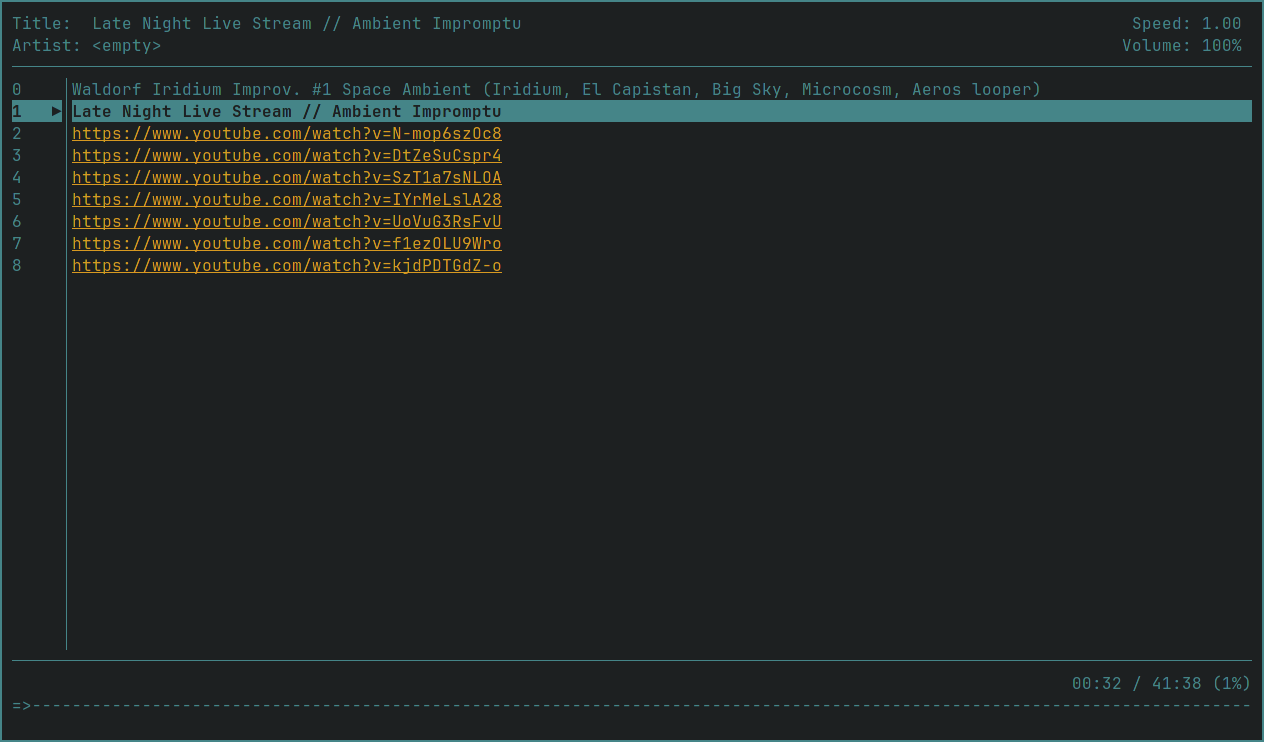 Title:  Late Night Live Stream // Ambient Impromptu    Speed: 1.00
Artist: <empty>    Volume: 100%
0    Waldorf Iridium Improv. #1 Space Ambient (Iridium, El Capistan, Big Sky, Microcosm, Aeros looper)
1   ▶ Late Night Live Stream // Ambient Impromptu
2    https://www.youtube.com/watch?v=N-mop6szOc8
3    https://www.youtube.com/watch?v=DtZeSuCspr4
4    https://www.youtube.com/watch?v=SzT1a7sNLOA
5    https://www.youtube.com/watch?v=IYrMeLslA28
6    https://www.youtube.com/watch?v=UoVuG3RsFvU
7    https://www.youtube.com/watch?v=f1ezOLU9Wro
8    https://www.youtube.com/watch?v=kjdPDTGdZ-o
00:32 / 41:38 (1%)
=>--------------------------------------------------------------------------------------------------------------------------